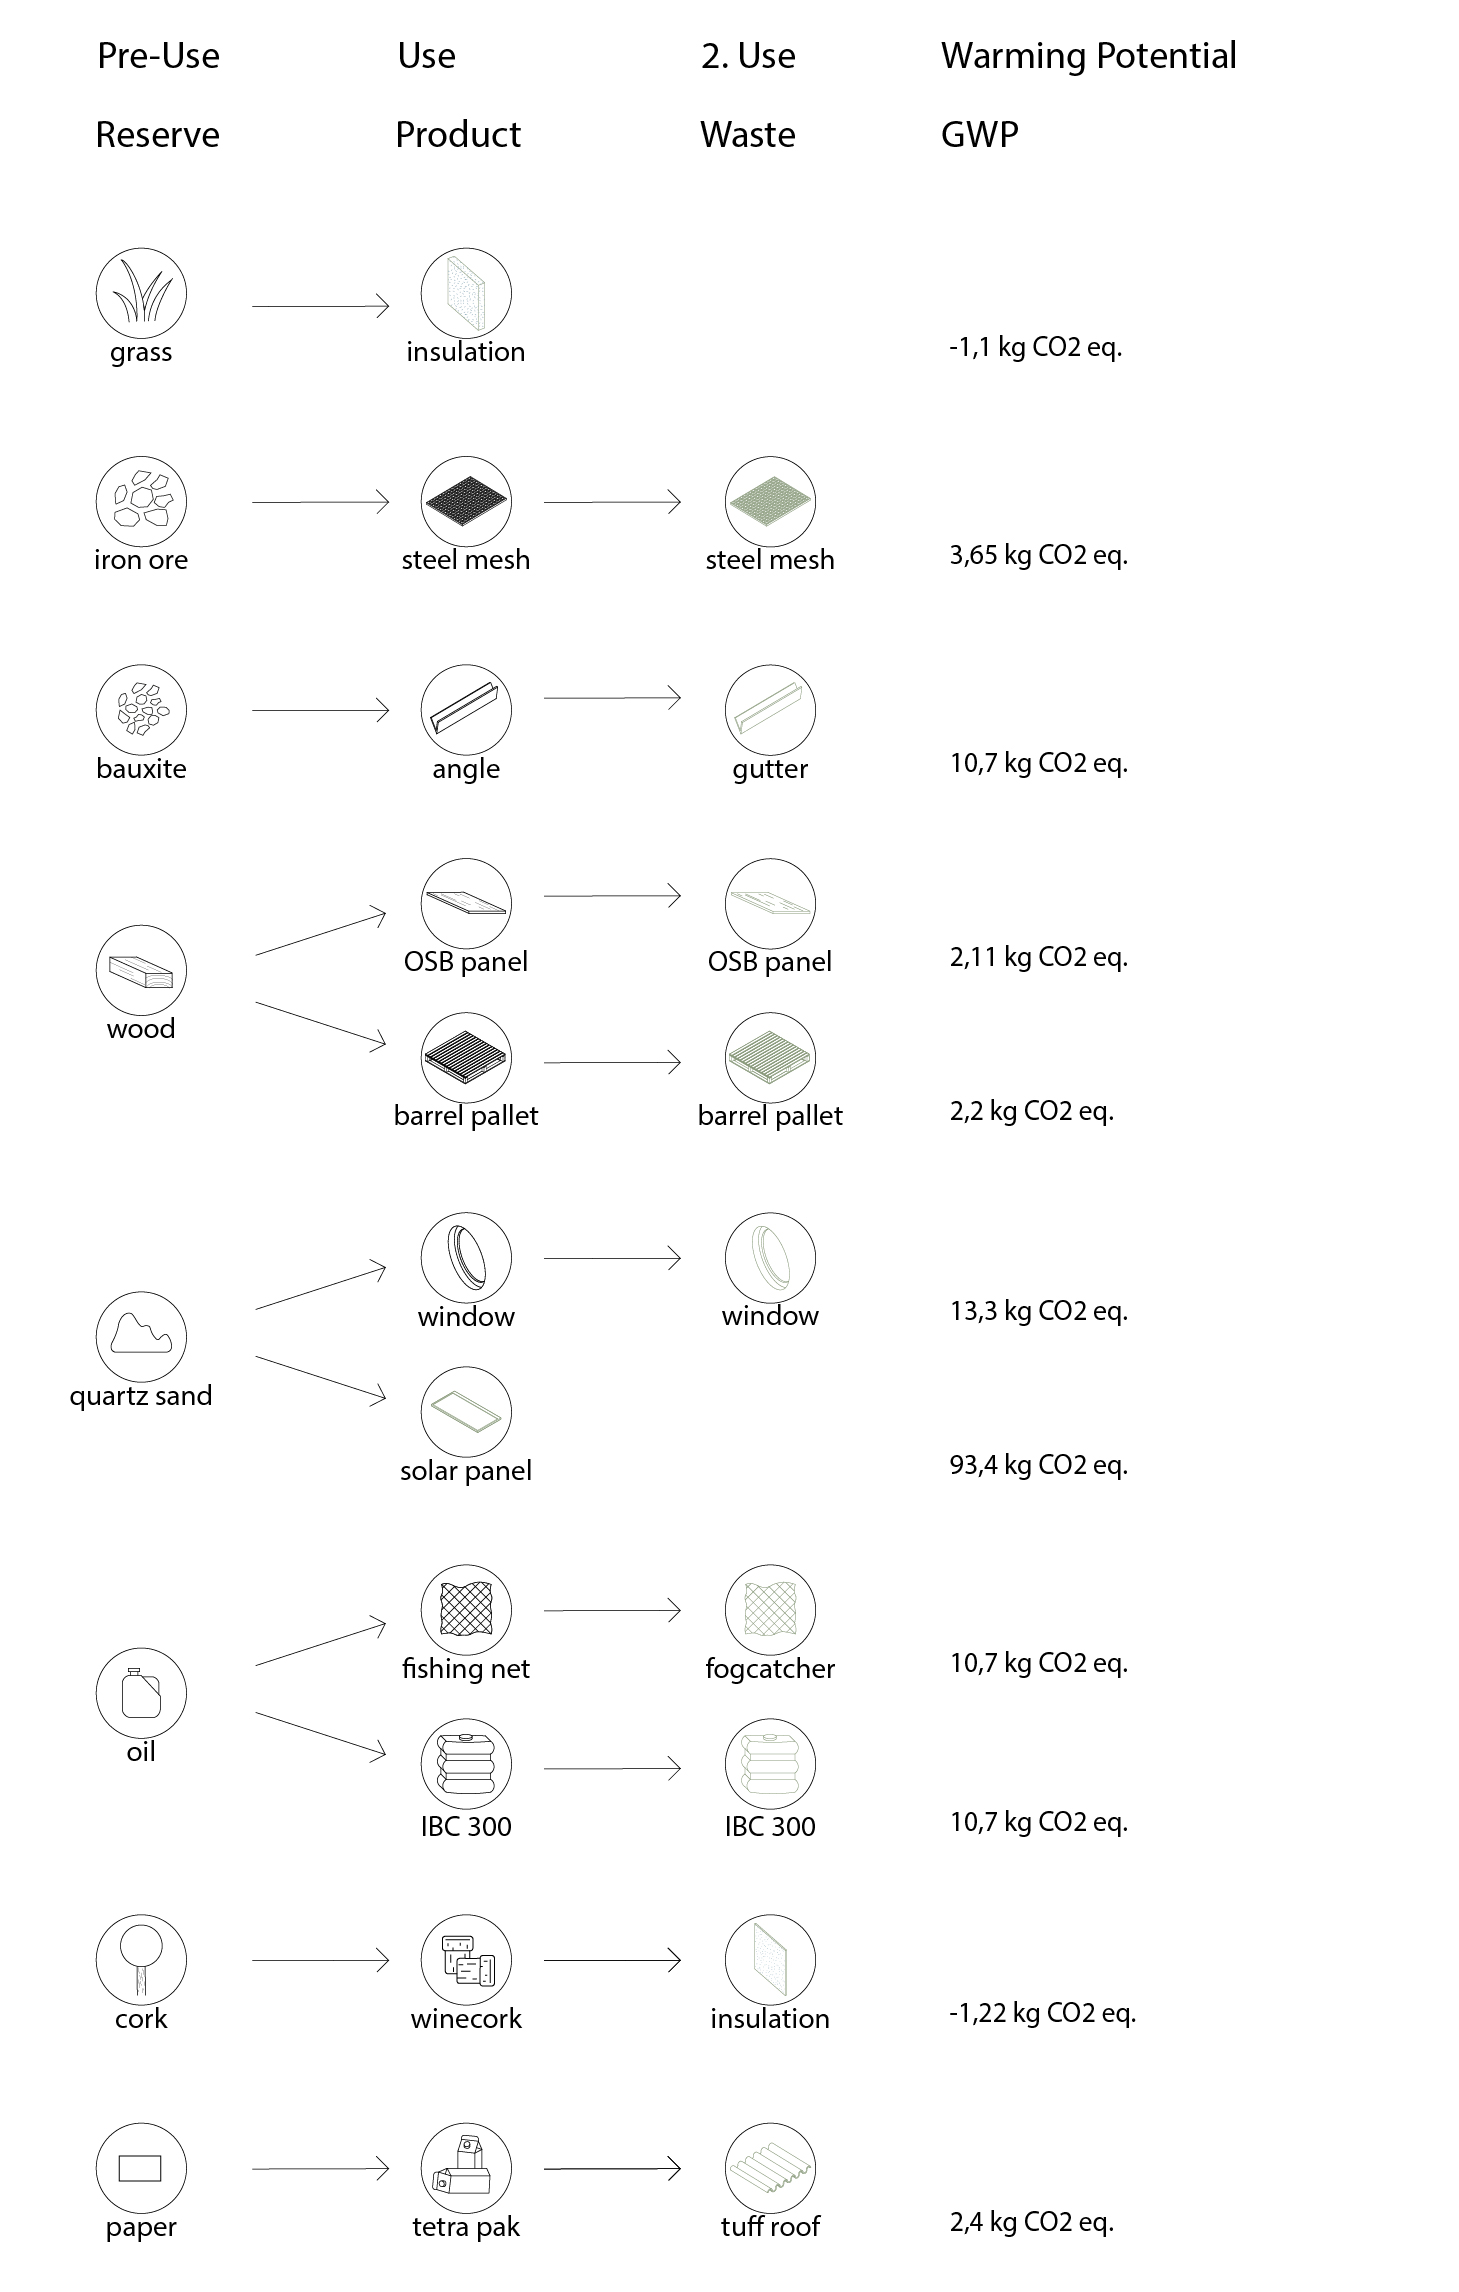 Pre-Use Use 2. Use Warming Potential
Reserve Product Waste GWP
grass insulation -1,1 kg CO2 eq.
iron ore steel mesh steel mesh 3,65 kg CO2 eq.
bauxite angle gutter 10,7 kg CO2 eq.
OSB panel OSB panel 2,11 kg CO2 eq.
wood
barrel pallet barrel pallet 2,2 kg CO2 eq.
window window 13,3 kg CO2 eq.
quartz sand
solar panel 93,4 kg CO2 eq.
fishing net fogcatcher 10,7 kg CO2 eq.
oil
IBC 300 IBC 300 10,7 kg CO2 eq.
cork winecork insulation -1,22 kg CO2 eq.
paper tetra pak tuff roof 2,4 kg CO2 eq.